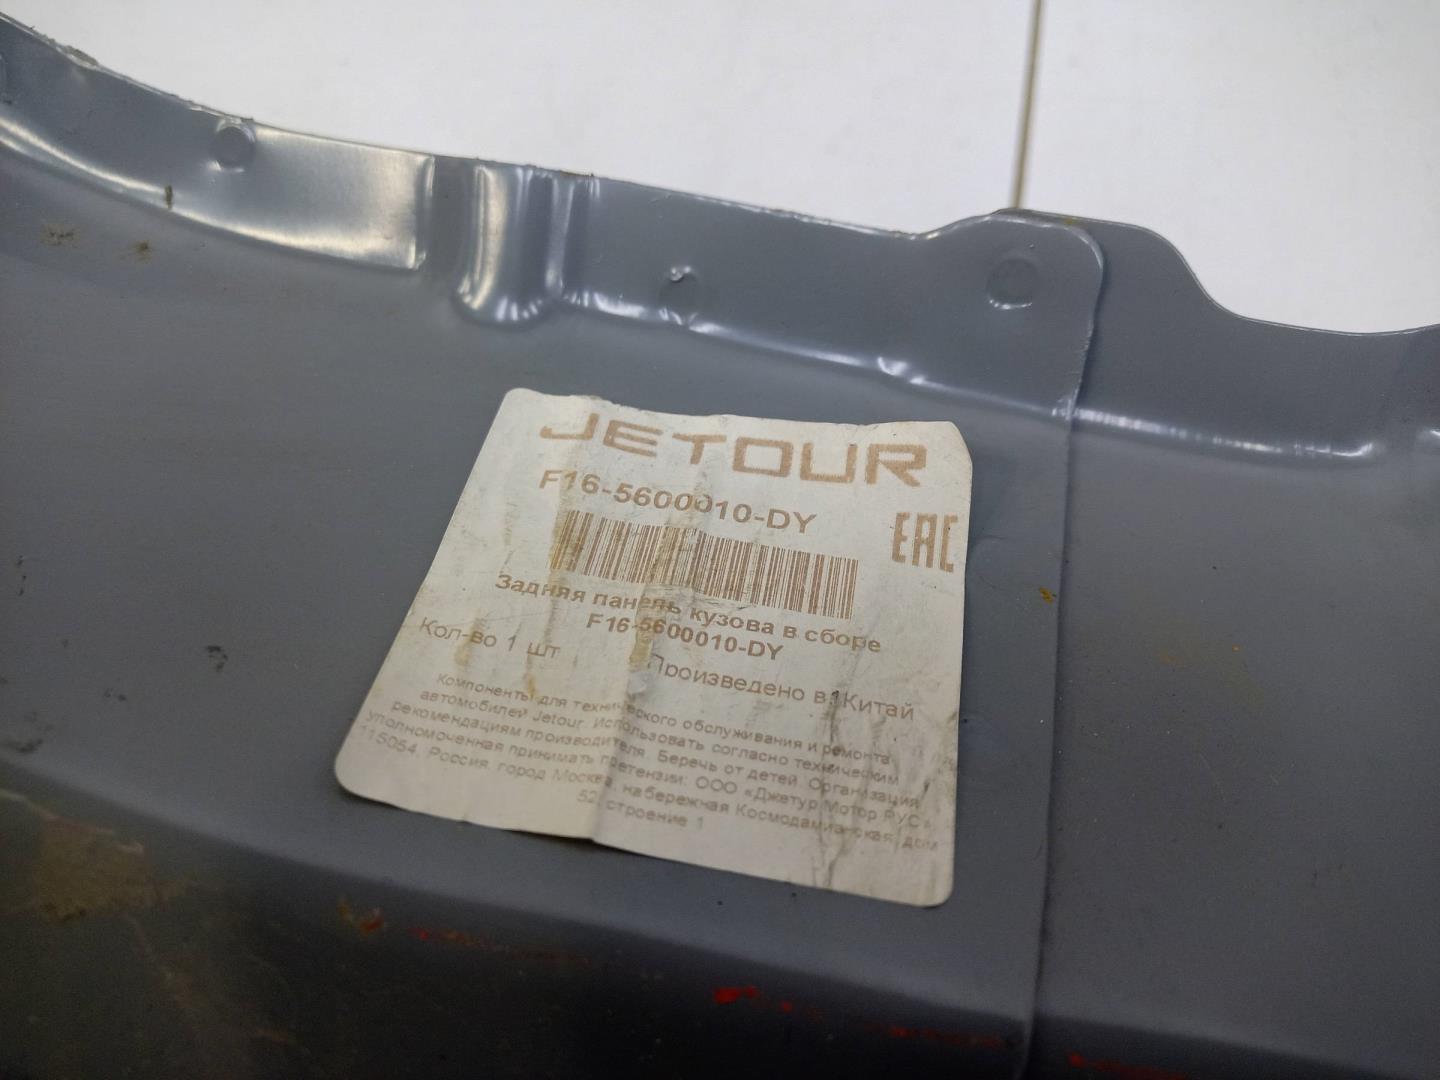 JETOUR
F16-5600010-DY
EAC
Задняя панель кузова в сборе
F16-5600010-DY
Кол-во 1 шт Произведено в: Китай
Компоненты для технического обслуживания и ремонта
автомобилей Jetour. Использовать согласно техническим
рекомендациям производителя. Беречь от детей. Организация
уполномоченная принимать претензии: ООО «Джетур Мотор РУС»
115054, Россия, город Москва, набережная Космодамианская, дом
52, строение 1